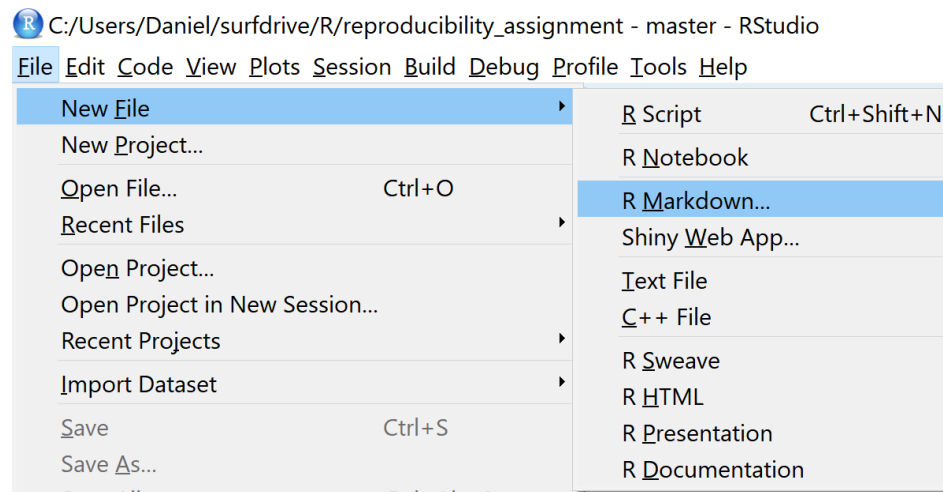 R C:/Users/Daniel/surfdrive/R/reproducibility_assignment - master - RStudio
File Edit Code View Plots Session Build Debug Profile Tools Help
New File
New Project...
Open File... Ctrl+O
Recent Files
Open Project...
Open Project in New Session...
Recent Projects
Import Dataset
Save Ctrl+S
Save As...
R Script Ctrl+Shift+N
R Notebook
R Markdown...
Shiny Web App...
Text File
C++ File
R Sweave
R HTML
R Presentation
R Documentation